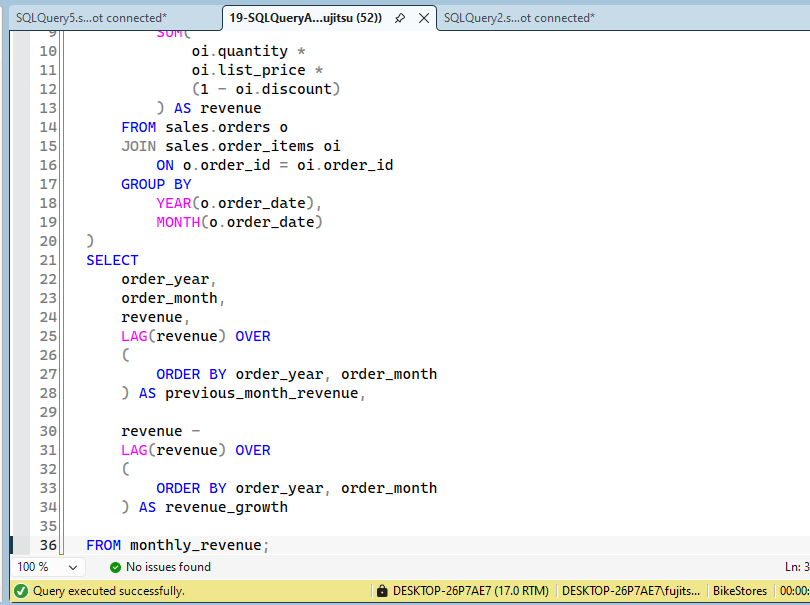 SQLQuery5.s...ot connected*
19-SQLQueryA...ujitsu (52))
SQLQuery2.s...ot connected*
9 SUM(
10 oi.quantity *
11 oi.list_price *
12 (1 - oi.discount)
13 ) AS revenue
14 FROM sales.orders o
15 JOIN sales.order_items oi
16 ON o.order_id = oi.order_id
17 GROUP BY
18 YEAR(o.order_date),
19 MONTH(o.order_date)
20 )
21 SELECT
22 order_year,
23 order_month,
24 revenue,
25 LAG(revenue) OVER
26 (
27 ORDER BY order_year, order_month
28 ) AS previous_month_revenue,
29
30 revenue -
31 LAG(revenue) OVER
32 (
33 ORDER BY order_year, order_month
34 ) AS revenue_growth
35
36 FROM monthly_revenue;
100 % No issues found Ln: 3
Query executed successfully. DESKTOP-26P7AE7 (17.0 RTM) DESKTOP-26P7AE7\fujits... BikeStores 00:00: